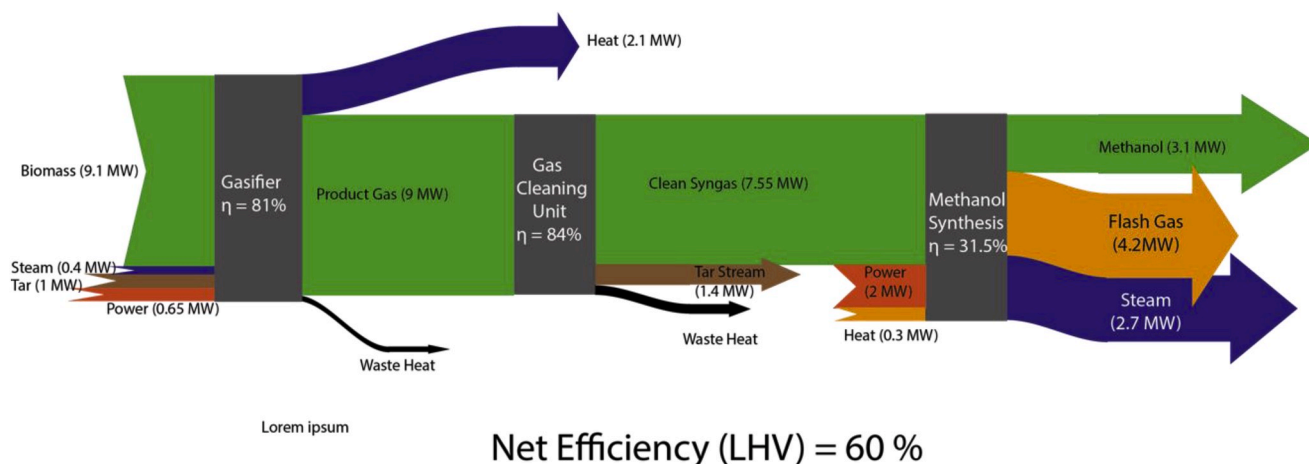 Heat (2.1 MW)
Biomass (9.1 MW)
Gasifier
η = 81%
Product Gas (9 MW)
Gas
Cleaning
Unit
η = 84%
Clean Syngas (7.55 MW)
Methanol
Synthesis
η = 31.5%
Methanol (3.1 MW)
Flash Gas
(4.2MW)
Steam (0.4 MW)
Tar (1 MW)
Power (0.65 MW)
Tar Stream
(1.4 MW)
Power
(2 MW)
Steam
(2.7 MW)
Waste Heat
Heat (0.3 MW)
Waste Heat
Lorem ipsum
Net Efficiency (LHV) = 60 %